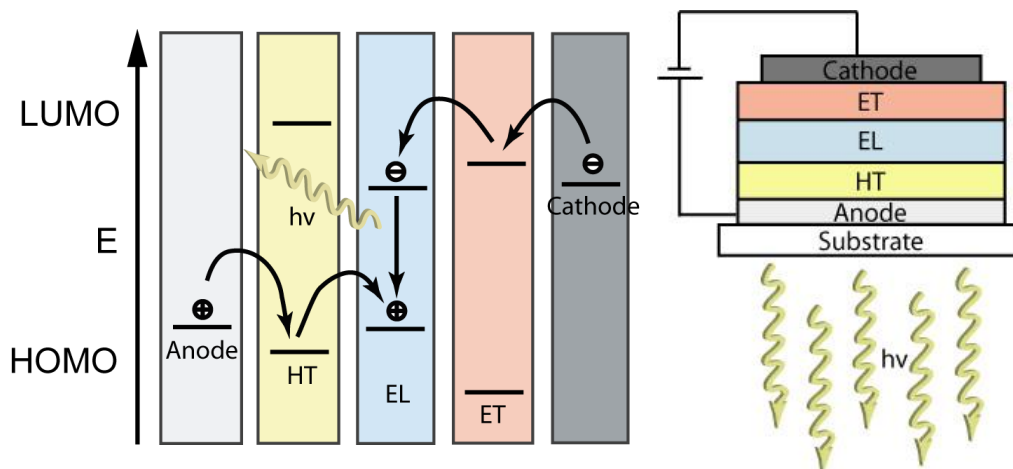 LUMO
E
HOMO
Anode
HT
hv
EL
ET
Cathode
Cathode
ET
EL
HT
Anode
Substrate
hv